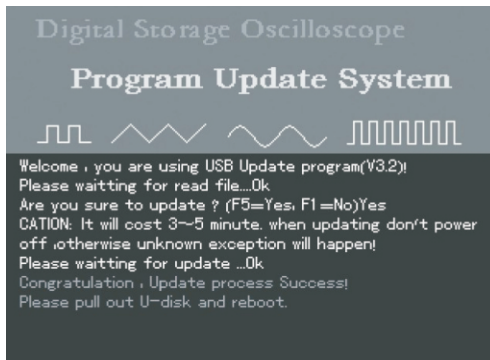 Digital Storage Oscilloscope
Program Update System
Welcome , you are using USB Update program(V3.2)!
Please waitting for read file....Ok
Are you sure to update ? (F5=Yes, F1=No)Yes
CATION: It will cost 3~5 minute. when updating don't power
off ,otherwise unknown exception will happen!
Please waitting for update ...Ok
Congratulation , Update process Success!
Please pull out U-disk and reboot.